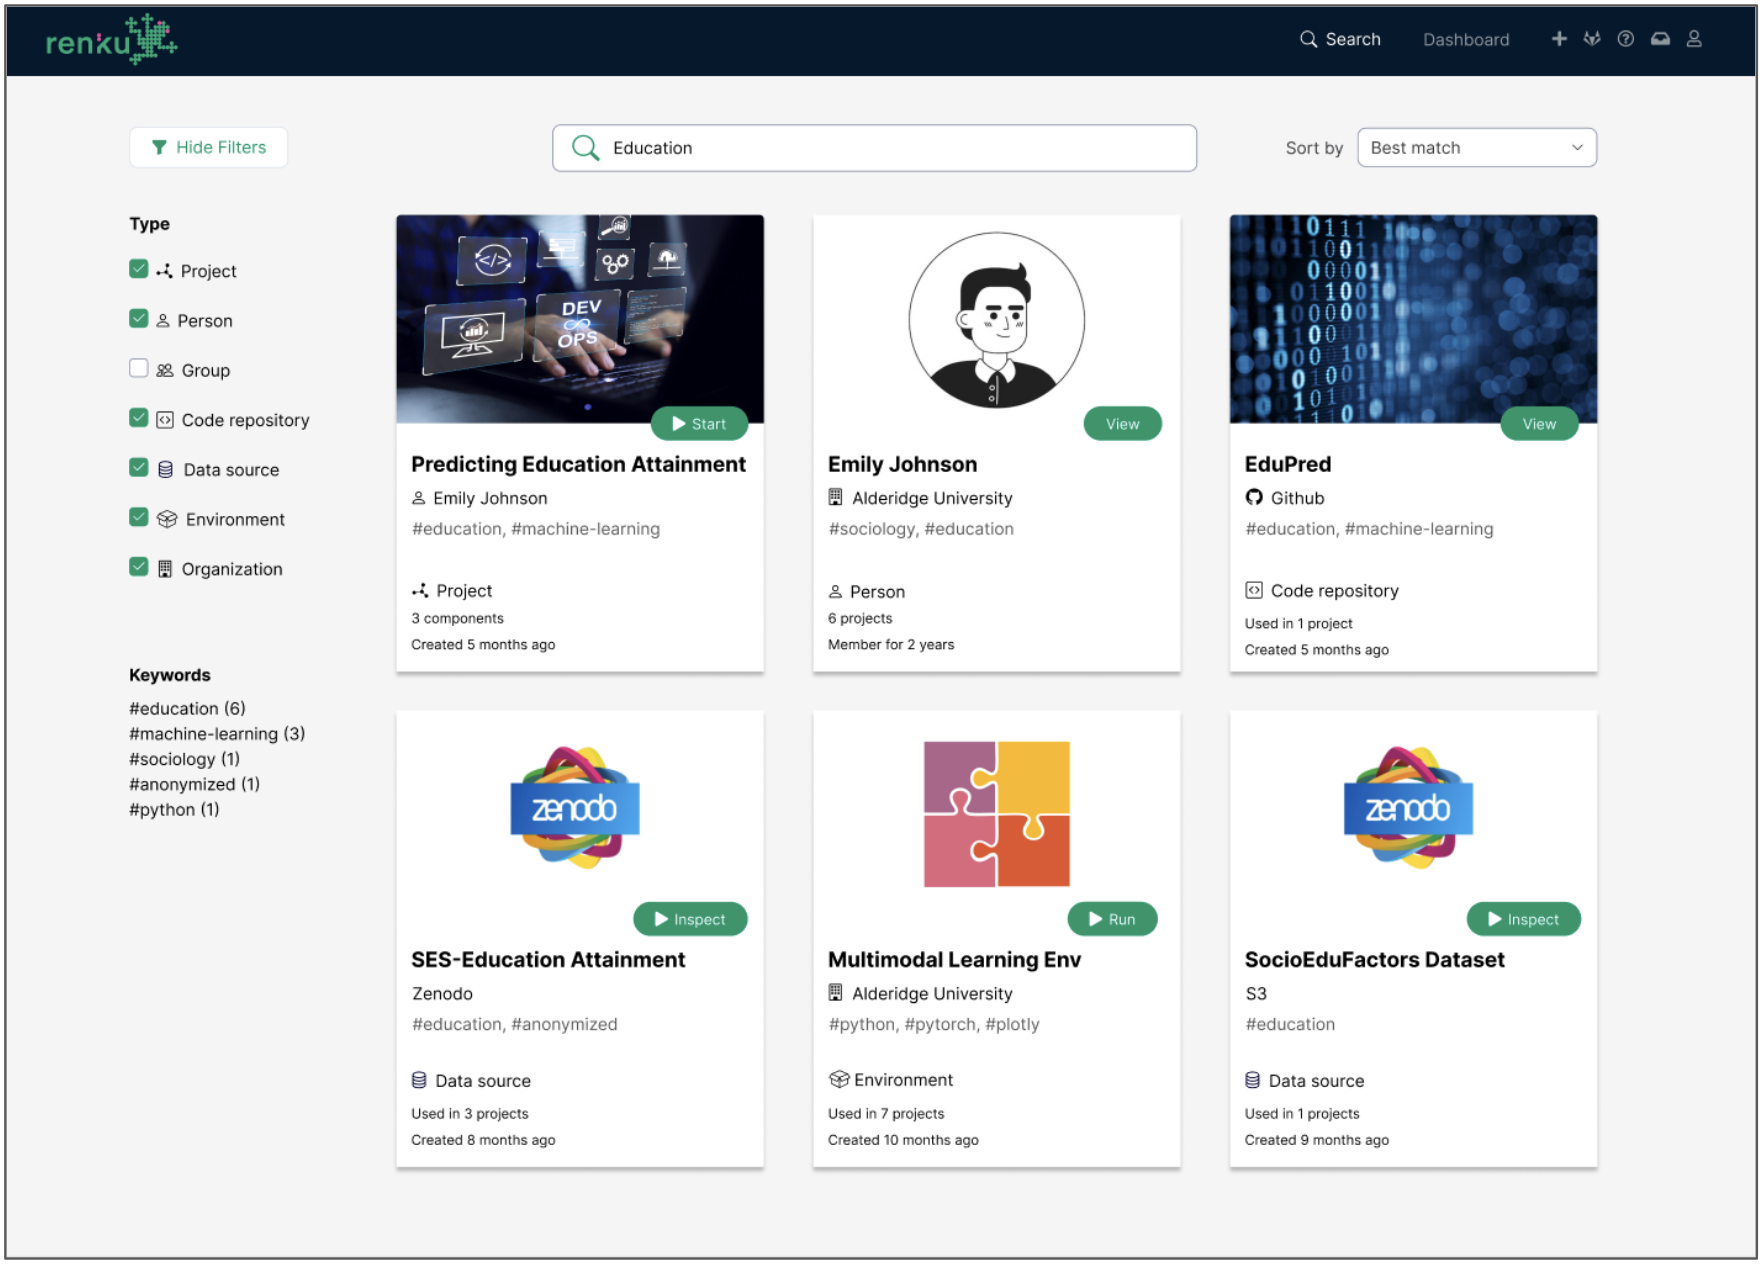 renku
Search
Dashboard
Hide Filters
Education
Sort by
Best match
Type
Project
Person
Group
Code repository
Data source
Environment
Organization
Keywords
#education (6)
#machine-learning (3)
#sociology (1)
#anonymized (1)
#python (1)
DEV
OPS
Start
Predicting Education Attainment
Emily Johnson
#education, #machine-learning
Project
3 components
Created 5 months ago
View
Emily Johnson
Alderidge University
#sociology, #education
Person
6 projects
Member for 2 years
View
EduPred
Github
#education, #machine-learning
Code repository
Used in 1 project
Created 5 months ago
zenodo
Inspect
SES-Education Attainment
Zenodo
#education, #anonymized
Data source
Used in 3 projects
Created 8 months ago
Run
Multimodal Learning Env
Alderidge University
#python, #pytorch, #plotly
Environment
Used in 7 projects
Created 10 months ago
zenodo
Inspect
SocioEduFactors Dataset
S3
#education
Data source
Used in 1 projects
Created 9 months ago